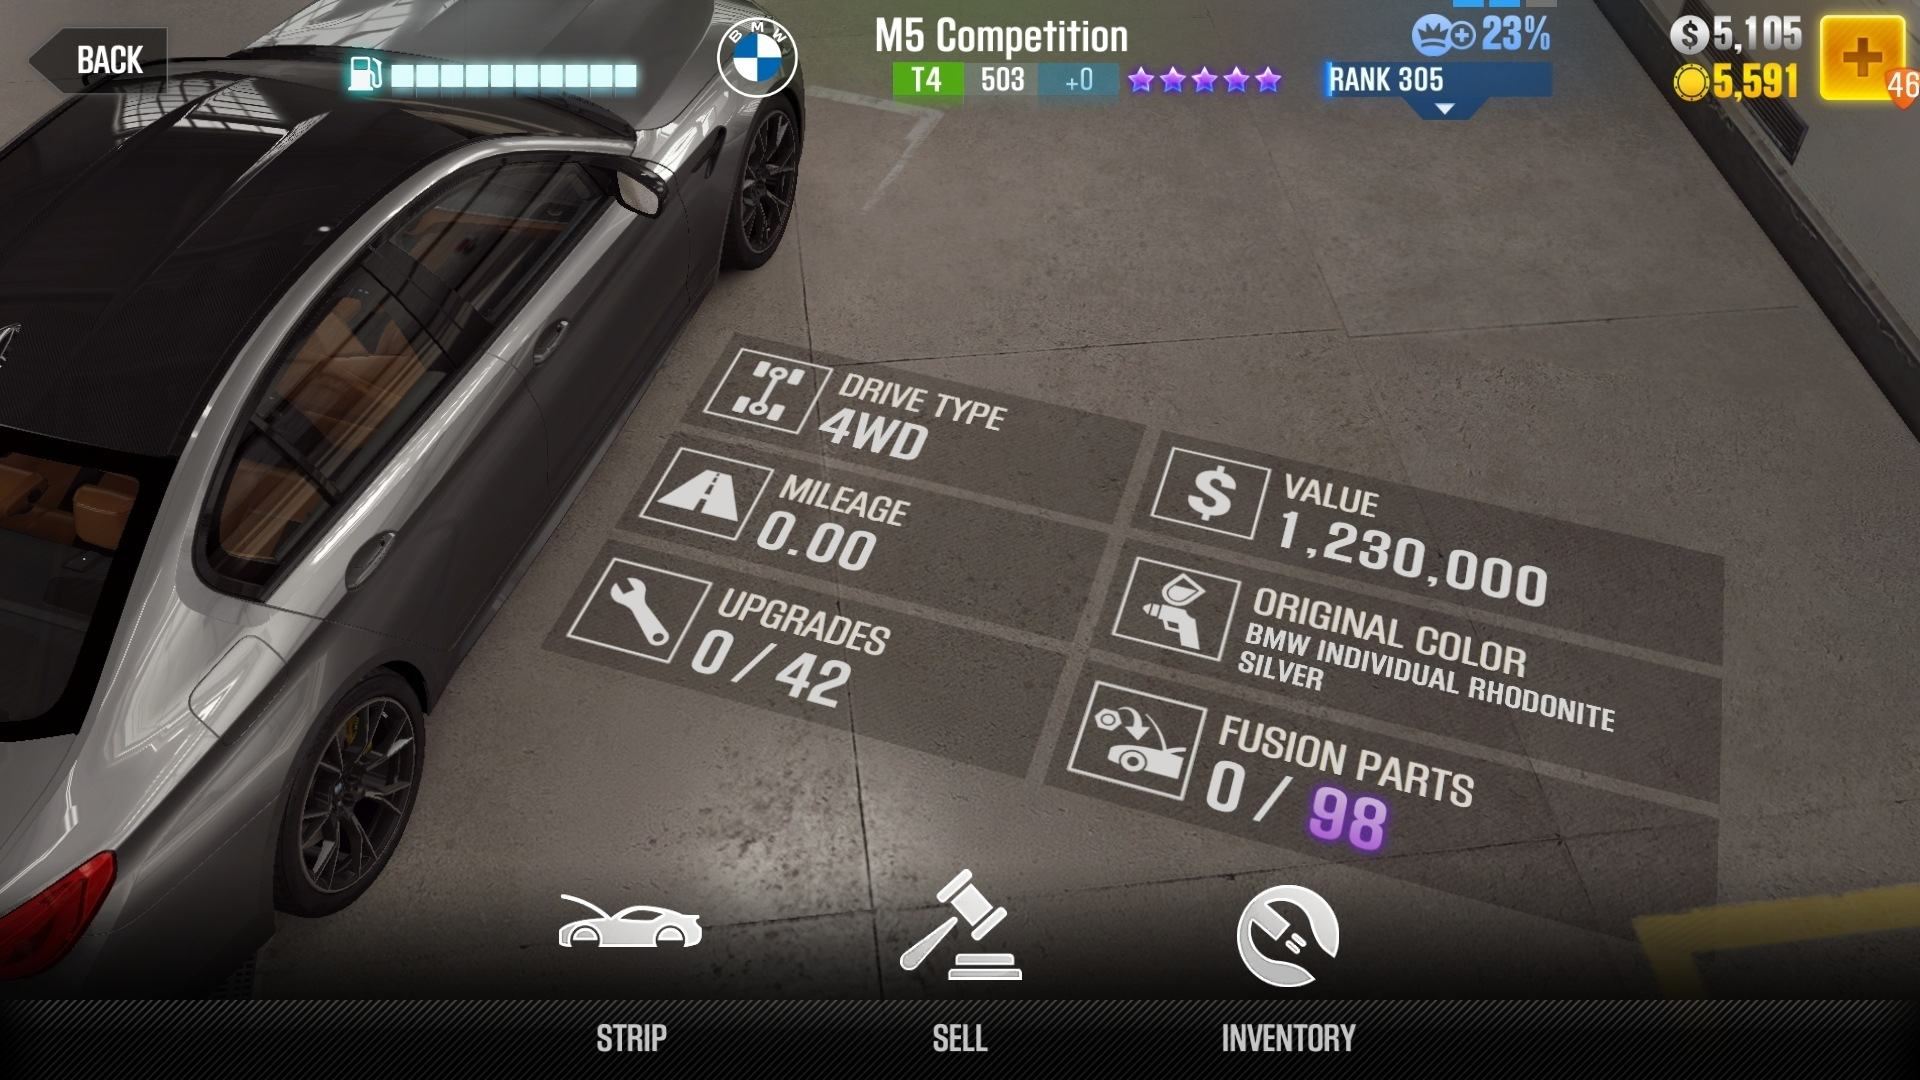 BACK
BMW
M5 Competition
T4 503 +0
23%
RANK 305
5,105
5,591
46
DRIVE TYPE
4WD
MILEAGE
0.00
UPGRADES
0/42
VALUE
1,230,000
ORIGINAL COLOR
BMW INDIVIDUAL RHODONITE
SILVER
FUSION PARTS
0/ 98
STRIP
SELL
INVENTORY